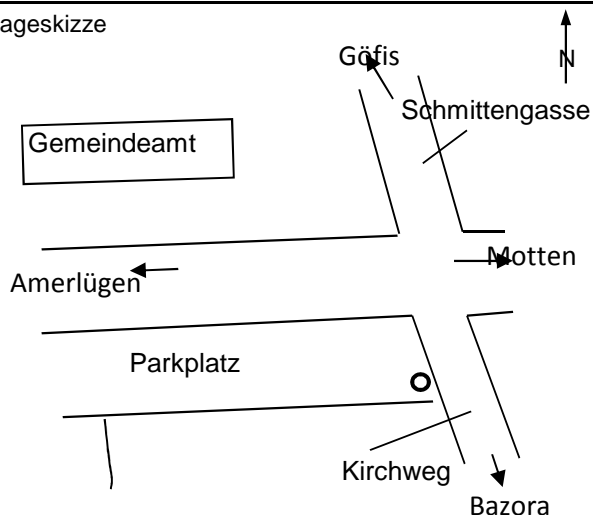 ageskizze
Göfis
N
Schmittengasse
Gemeindeamt
Motten
Amerlügen
Parkplatz
Kirchweg
Bazora